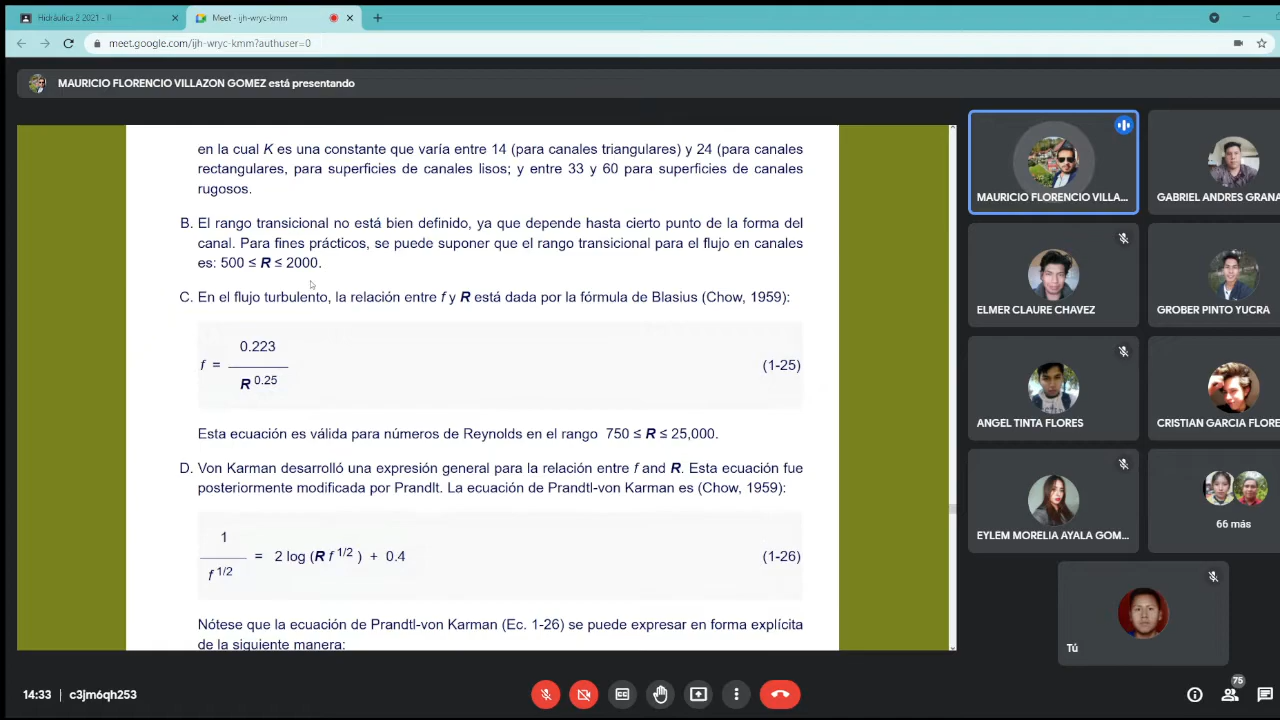 Hidráulica 2 2021 - II
Meet - ijh-wryc-kmm
meet.google.com/ijh-wryc-kmm?authuser=0
MAURICIO FLORENCIO VILLAZON GOMEZ está presentando
en la cual K es una constante que varía entre 14 (para canales triangulares) y 24 (para canales
rectangulares, para superficies de canales lisos; y entre 33 y 60 para superficies de canales
rugosos.
B. El rango transicional no está bien definido, ya que depende hasta cierto punto de la forma del
canal. Para fines prácticos, se puede suponer que el rango transicional para el flujo en canales
es: 500 ≤ R ≤ 2000.
C. En el flujo turbulento, la relación entre f y R está dada por la fórmula de Blasius (Chow, 1959):
0.223
f = (1-25)
R 0.25
Esta ecuación es válida para números de Reynolds en el rango 750 ≤ R ≤ 25,000.
D. Von Karman desarrolló una expresión general para la relación entre f and R. Esta ecuación fue
posteriormente modificada por Prandlt. La ecuación de Prandtl-von Karman es (Chow, 1959):
1
= 2 log (R f 1/2 ) + 0.4 (1-26)
f 1/2
Nótese que la ecuación de Prandtl-von Karman (Ec. 1-26) se puede expresar en forma explícita
de la siguiente manera:
MAURICIO FLORENCIO VILLA...
GABRIEL ANDRES GRANA
ELMER CLAURE CHAVEZ
GROBER PINTO YUCRA
ANGEL TINTA FLORES
CRISTIAN GARCIA FLORE
EYLEM MORELIA AYALA GOM...
66 más
Tú
14:33 | c3jm6qh253
75